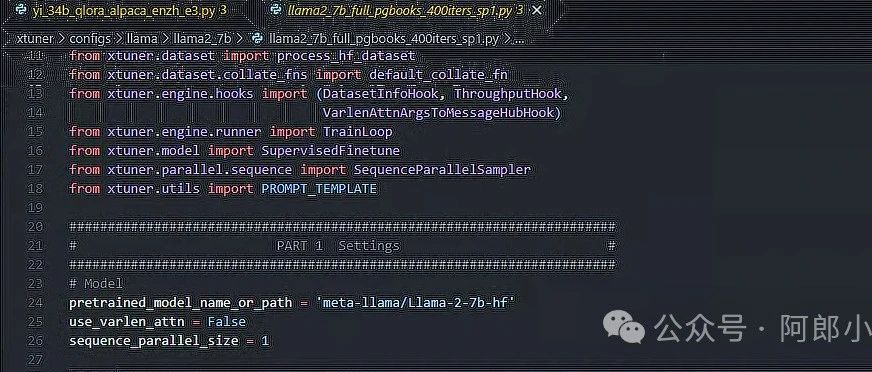 yi_34b_qlora_alpaca_enzh_e3.py 3
llama2_7b_full_pgbooks_400iters_sp1.py 3 ×
xtuner > configs > llama > llama2_7b > llama2_7b_full_pgbooks_400iters_sp1.py > ...
11 from xtuner.dataset import process_hf_dataset
12 from xtuner.dataset.collate_fns import default_collate_fn
13 from xtuner.engine.hooks import (DatasetInfoHook, ThroughputHook,
14 VarlenAttnArgsToMessageHubHook)
15 from xtuner.engine.runner import TrainLoop
16 from xtuner.model import SupervisedFinetune
17 from xtuner.parallel.sequence import SequenceParallelSampler
18 from xtuner.utils import PROMPT_TEMPLATE
19
20 #######################################################################
21 # PART 1 Settings #
22 #######################################################################
23 # Model
24 pretrained_model_name_or_path = 'meta-llama/Llama-2-7b-hf'
25 use_varlen_attn = False
26 sequence_parallel_size = 1
27
公众号 · 阿郎小